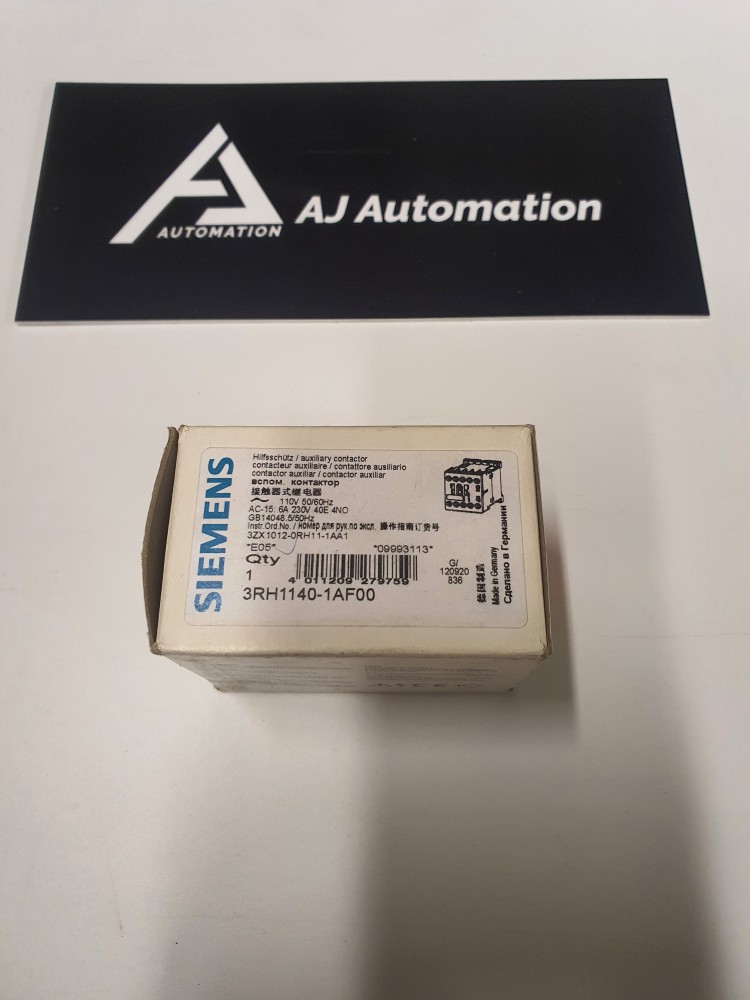 AUTOMATION
AJ Automation
SIEMENS
Hilfsschütz / auxiliary contactor
contacteur auxiliaire / contattore ausiliario
contactor auxiliar / contactor auxiliar
вспом. контактор
接触器式继电器
~ 110V 50/60Hz
AC-15: 6A 230V 40E 4NO
GB14048.5/50Hz
Instr.Ord.No. / номер для рук по экспл. 操作指南订货号
3ZX1012-0RH11-1AA1
*E05* *09993113*
Qty
1
4 011209 279759
3RH1140-1AF00
G/
120920
836
德国制造
Made in Germany
Сделано в Германии